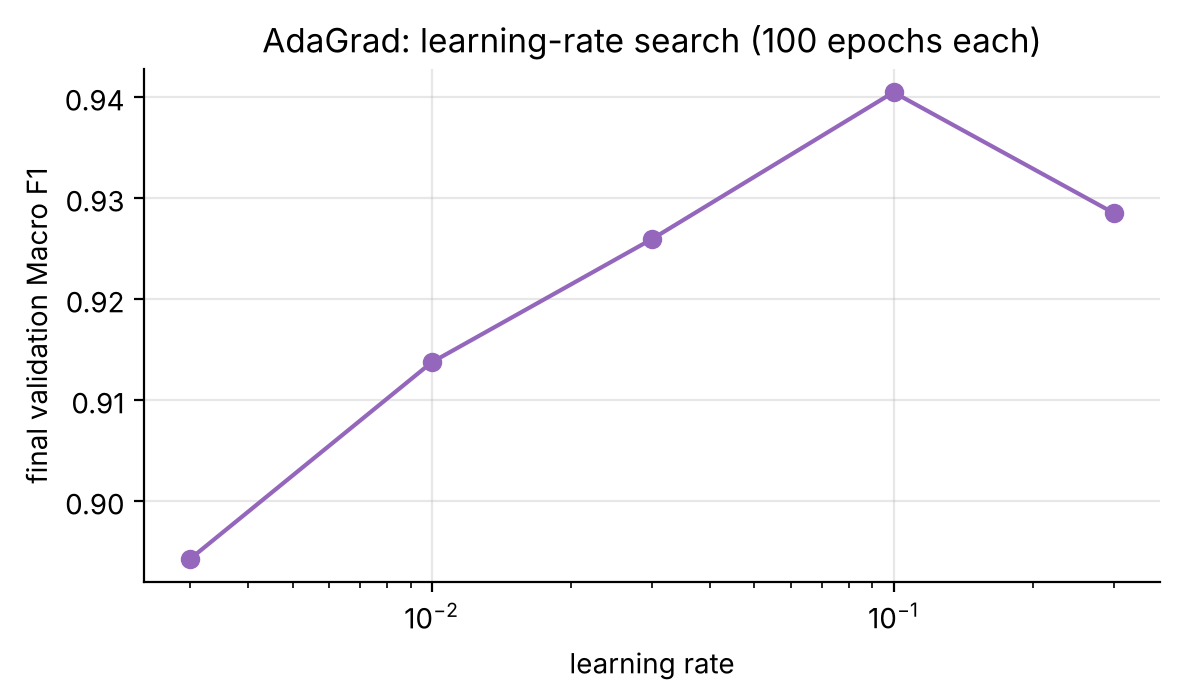 AdaGrad: learning-rate search (100 epochs each)
final validation Macro F1
0.94
0.93
0.92
0.91
0.90
10⁻²
10⁻¹
learning rate